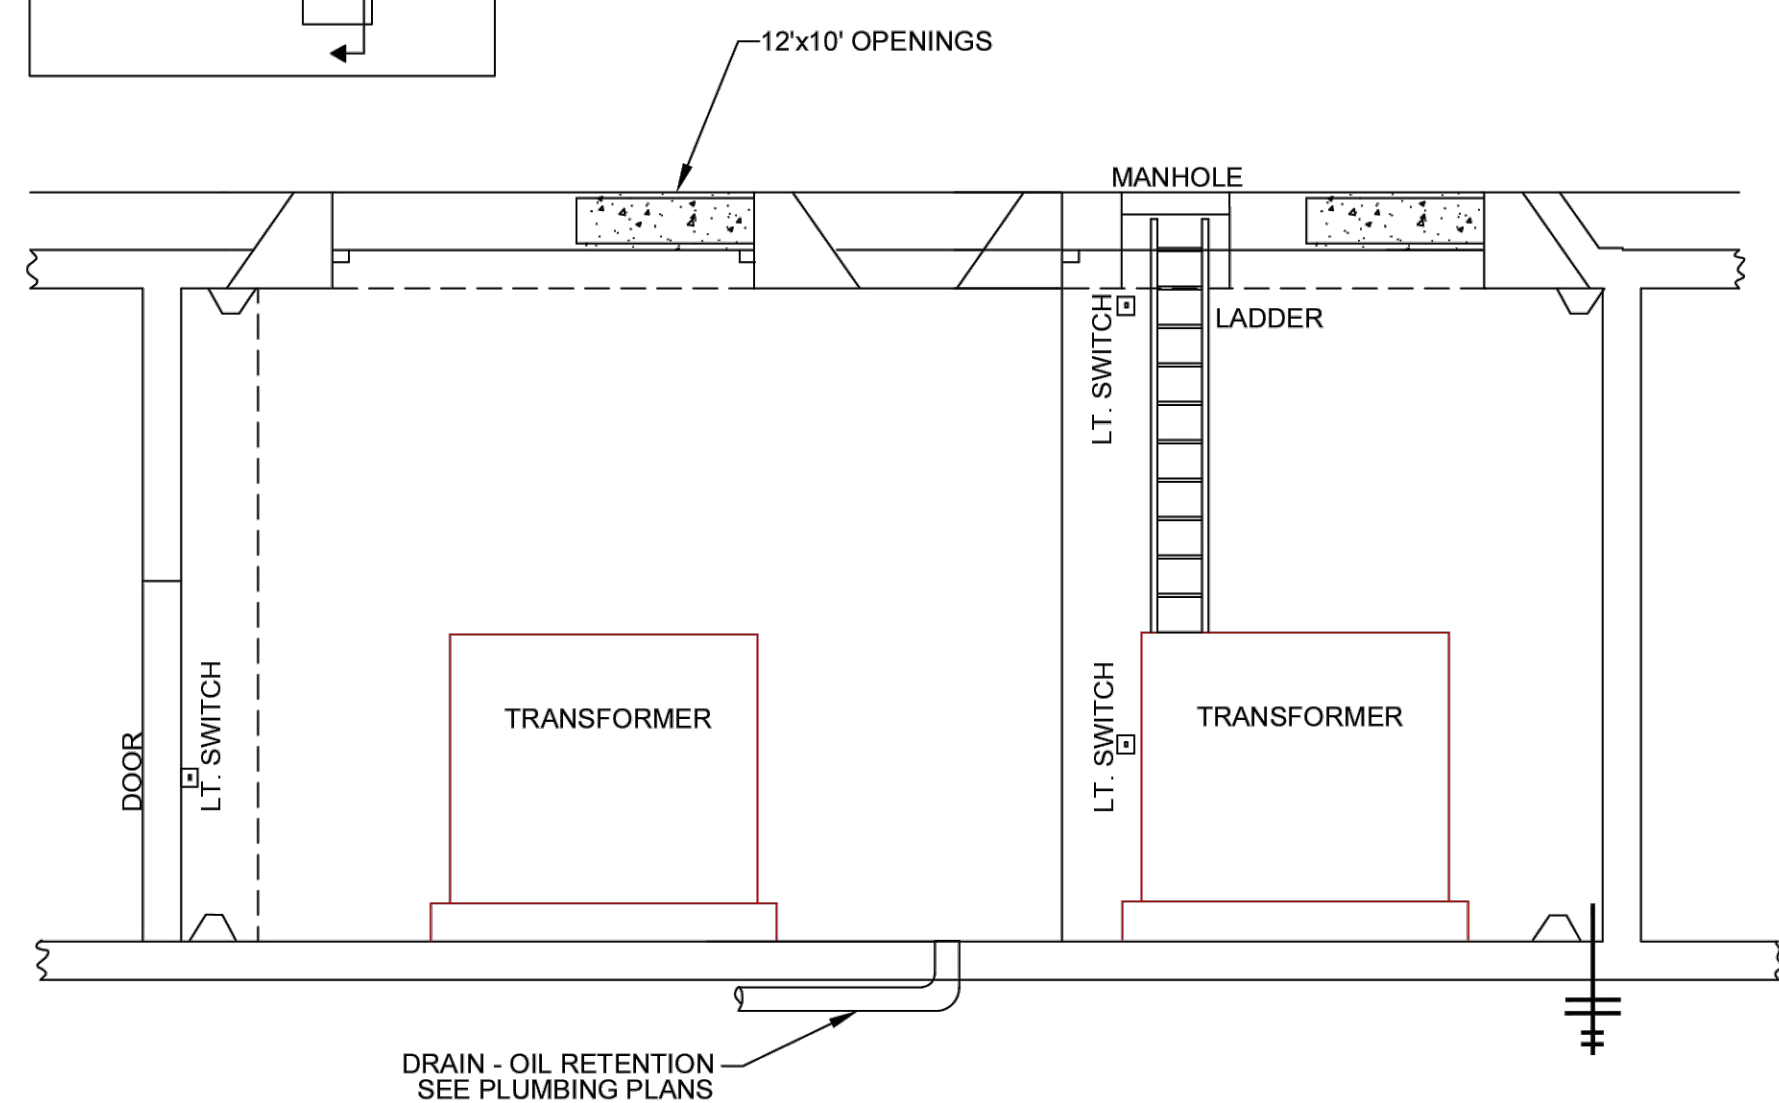 12'x10' OPENINGS
MANHOLE
LT. SWITCH
LADDER
DOOR
LT. SWITCH
TRANSFORMER
LT. SWITCH
TRANSFORMER
DRAIN - OIL RETENTION
SEE PLUMBING PLANS